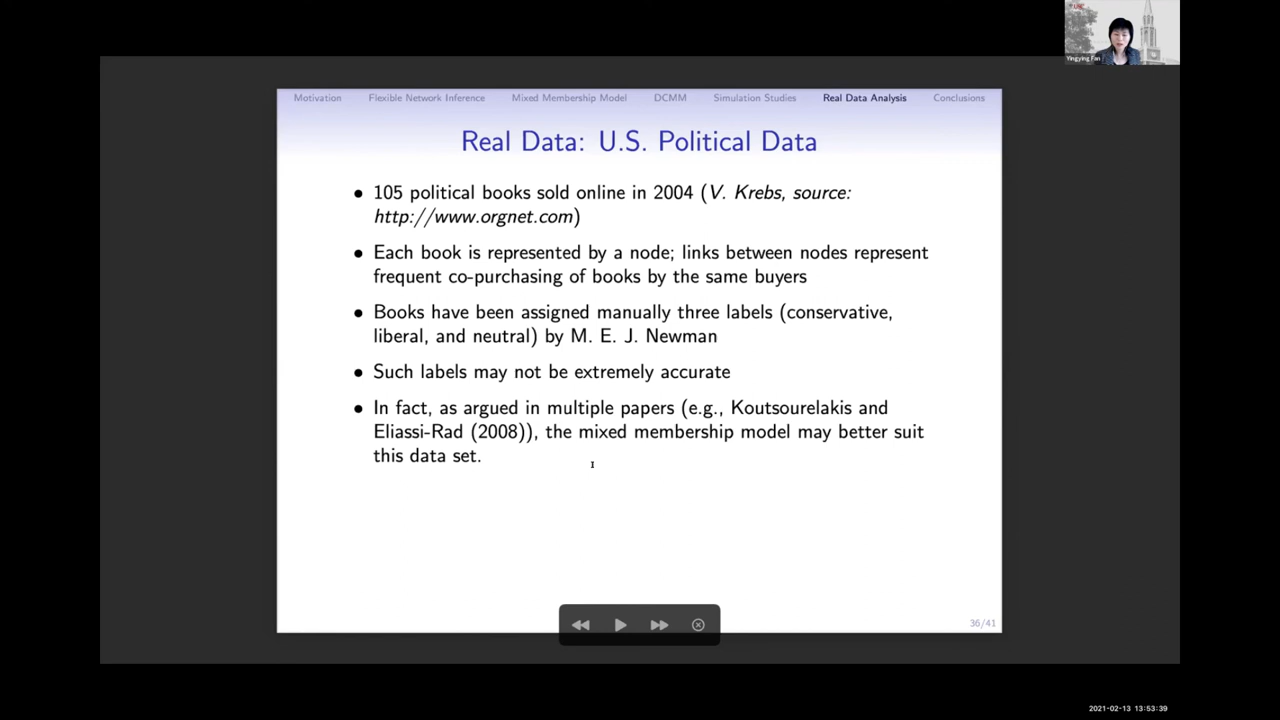 USC
Yingying Fan
Motivation Flexible Network Inference Mixed Membership Model DCMM Simulation Studies Real Data Analysis Conclusions
Real Data: U.S. Political Data
• 105 political books sold online in 2004 (V. Krebs, source:
http://www.orgnet.com)
• Each book is represented by a node; links between nodes represent
frequent co-purchasing of books by the same buyers
• Books have been assigned manually three labels (conservative,
liberal, and neutral) by M. E. J. Newman
• Such labels may not be extremely accurate
• In fact, as argued in multiple papers (e.g., Koutsourelakis and
Eliassi-Rad (2008)), the mixed membership model may better suit
this data set.
36/41
2021-02-13 13:53:39